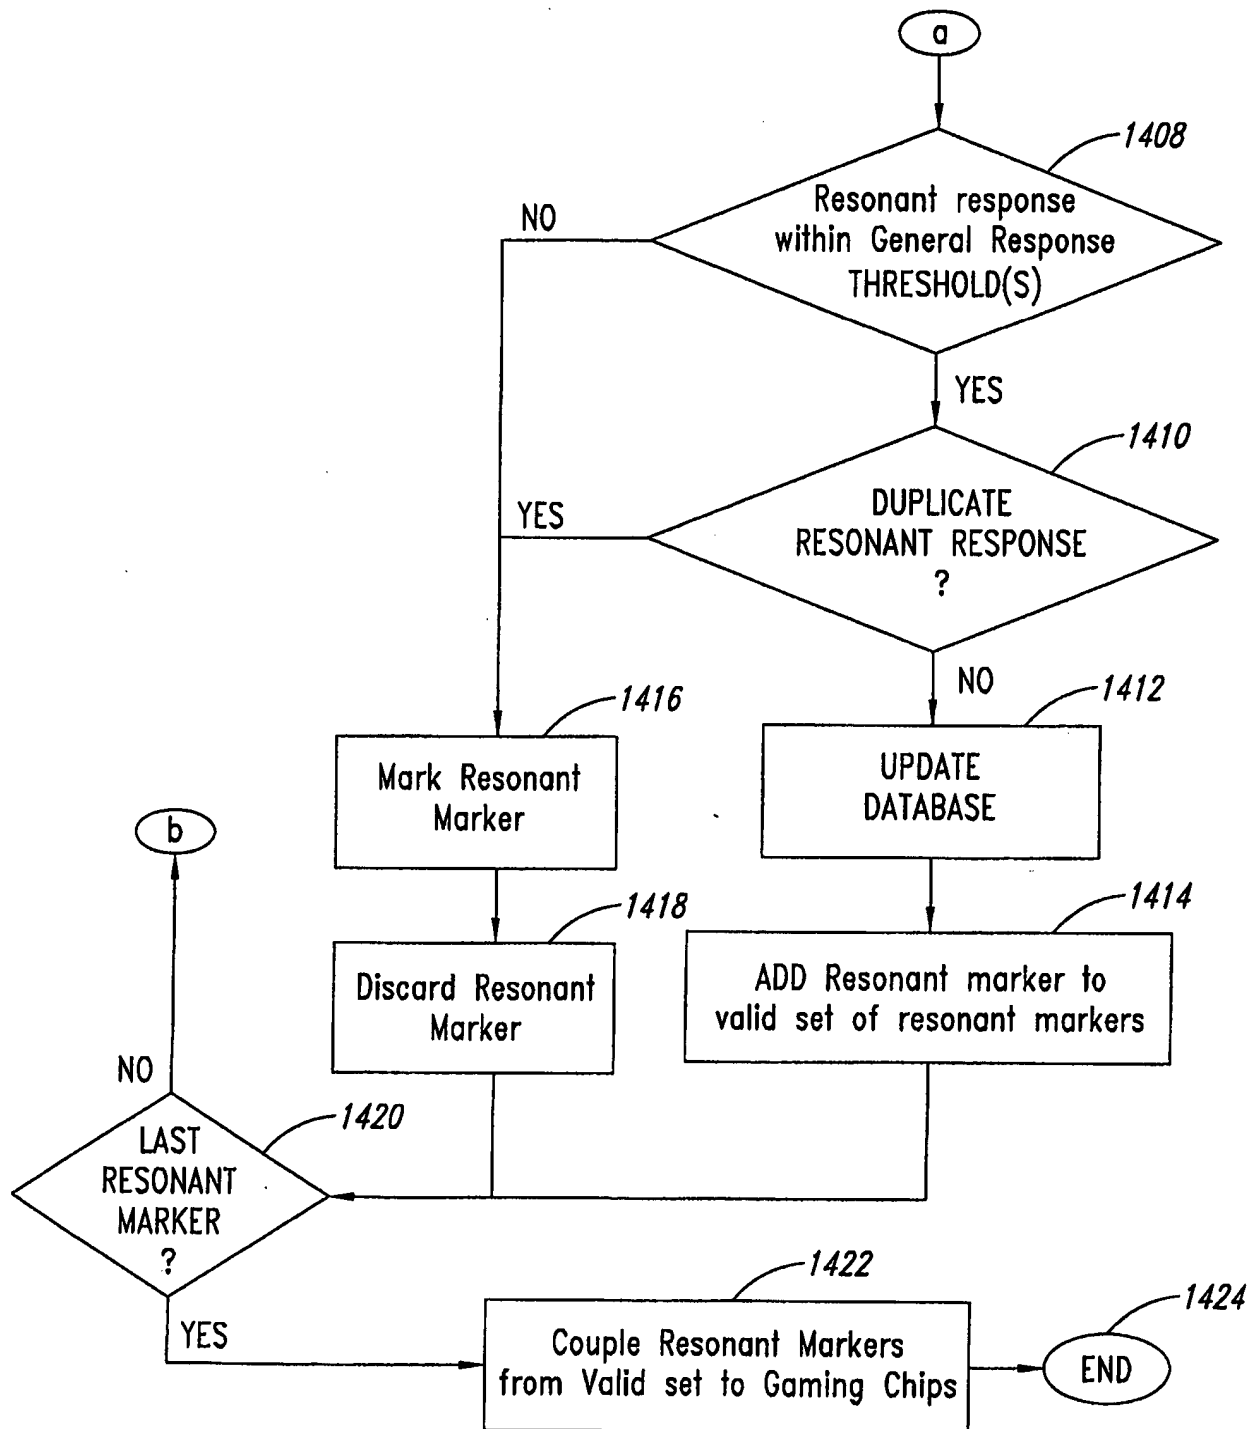 a
1408
Resonant response
within General Response
THRESHOLD(S)
NO
YES
1410
DUPLICATE
RESONANT RESPONSE
?
YES
NO
1416
1412
Mark Resonant
Marker
UPDATE
DATABASE
b
1418
1414
Discard Resonant
Marker
ADD Resonant marker to
valid set of resonant markers
NO
1420
LAST
RESONANT
MARKER
?
YES
1422
Couple Resonant Markers
from Valid set to Gaming Chips
1424
END